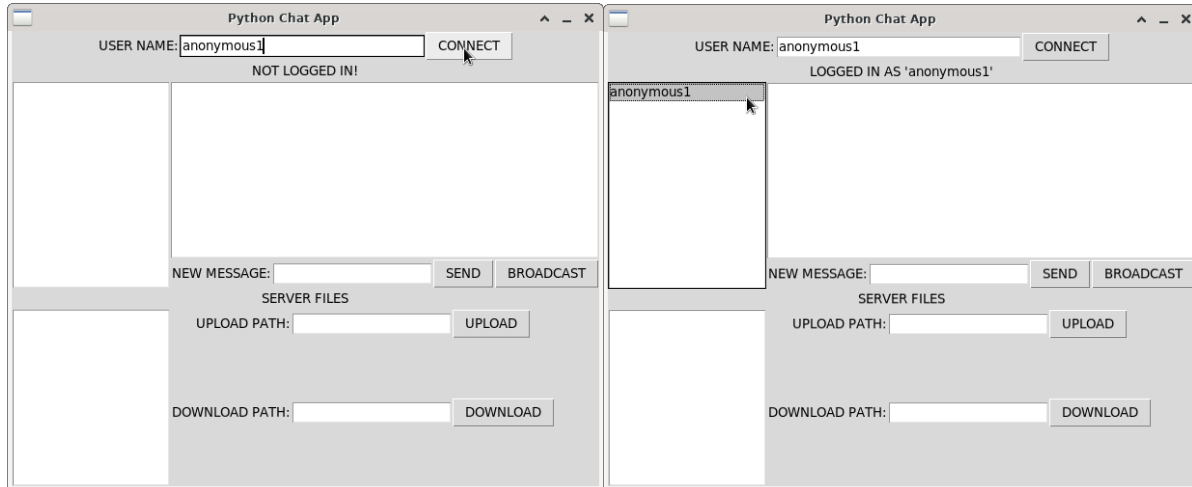 Python Chat App
USER NAME: anonymous1 CONNECT
NOT LOGGED IN!
NEW MESSAGE: SEND BROADCAST
SERVER FILES
UPLOAD PATH: UPLOAD
DOWNLOAD PATH: DOWNLOAD
Python Chat App
USER NAME: anonymous1 CONNECT
LOGGED IN AS 'anonymous1'
anonymous1
NEW MESSAGE: SEND BROADCAST
SERVER FILES
UPLOAD PATH: UPLOAD
DOWNLOAD PATH: DOWNLOAD